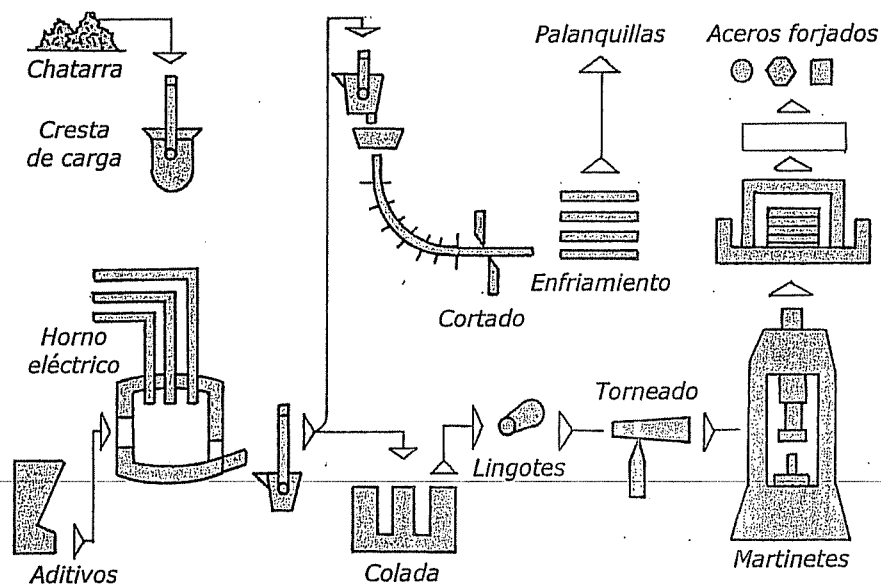 Chatarra
Cresta
de carga
Palanquillas
Aceros forjados
Enfriamiento
Cortado
Horno
eléctrico
Torneado
Lingotes
Aditivos
Colada
Martinetes